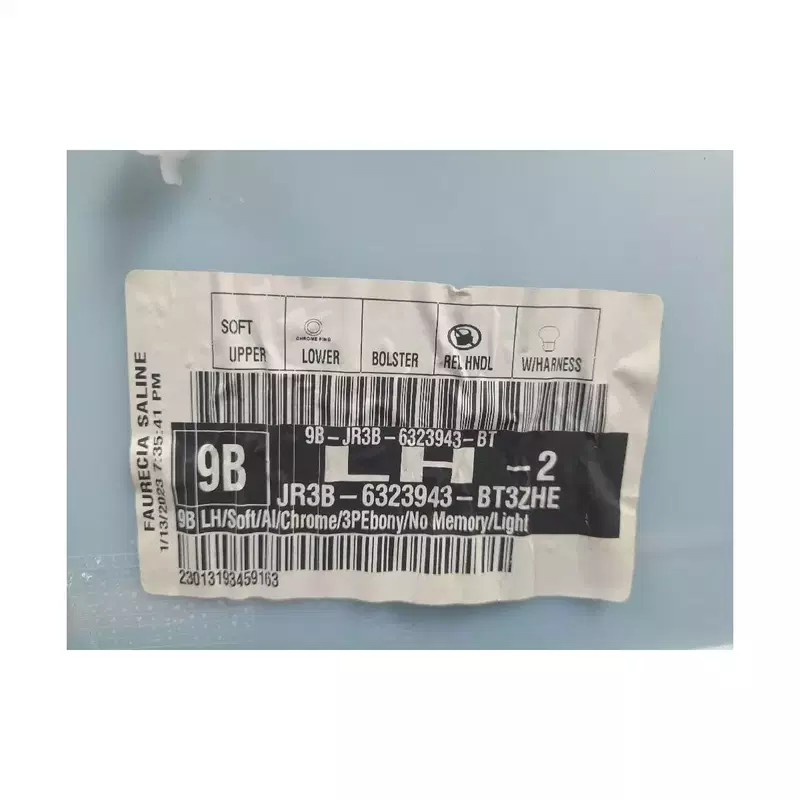 SOFT
UPPER
CHROME RING
LOWER
BOLSTER
REL HNDL
W/HARNESS
FAURECIA SALINE
1/13/2023 7:35:41 PM
9B-JR3B-6323943-BT
9B
LH -2
JR3B-6323943-BT3ZHE
9B LH/Soft/Al/Chrome/3PEbony/No Memory/Light
23013193459163